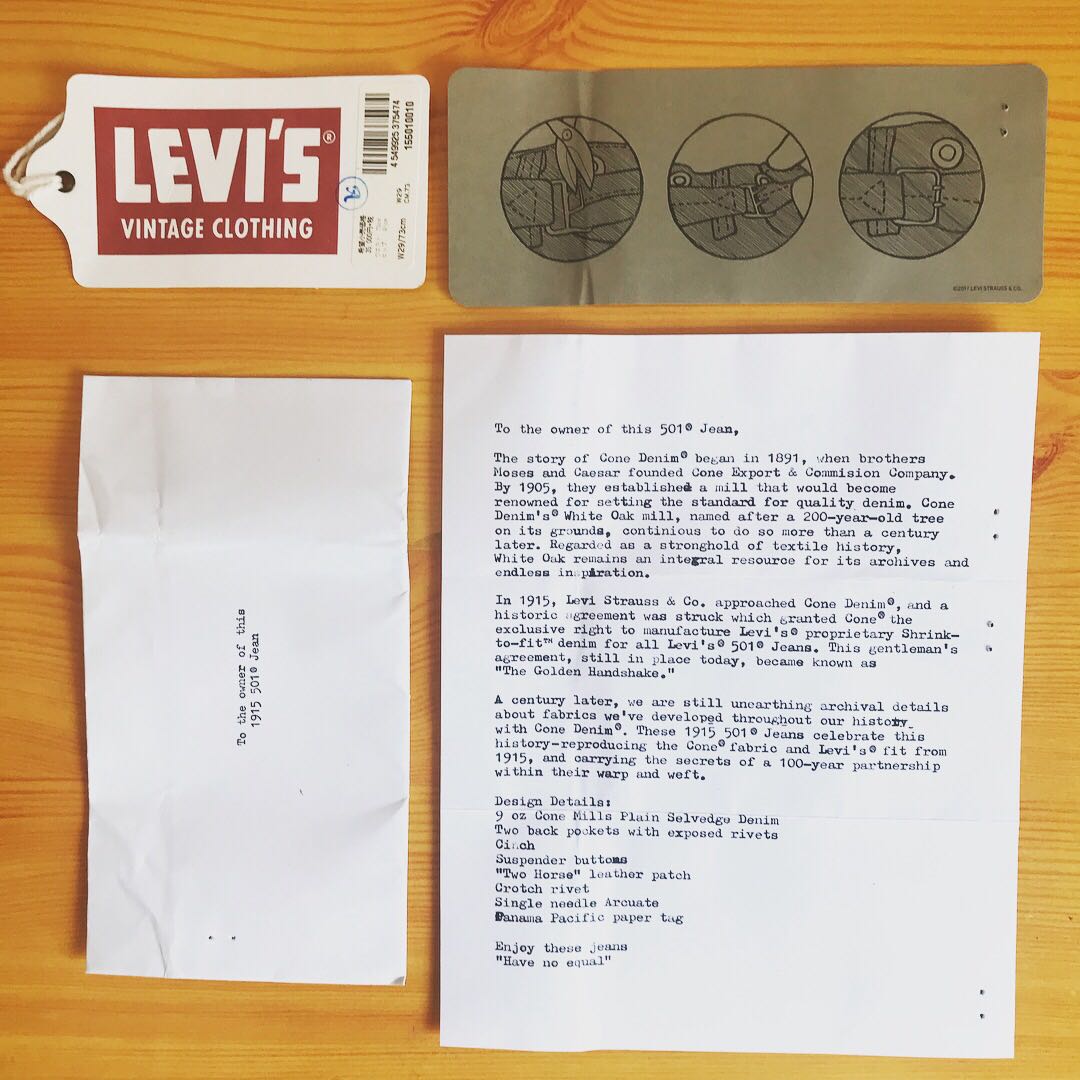 LEVI'S®
VINTAGE CLOTHING
4 549925 375474
155010010
W29
CM 73
W29/73cm
希望小売価格
©2017 LEVI STRAUSS & CO.
To the owner of this
1915 501® Jean
To the owner of this 501® Jean,
The story of Cone Denim® began in 1891, when brothers
Moses and Caesar founded Cone Export & Commision Company.
By 1905, they established a mill that would become
renowned for setting the standard for quality denim. Cone
Denim's® White Oak mill, named after a 200-year-old tree
on its grounds, continious to do so more than a century
later. Regarded as a stronghold of textile history,
White Oak remains an integral resource for its archives and
endless inspiration.
In 1915, Levi Strauss & Co. approached Cone Denim®, and a
historic agreement was struck which granted Cone® the
exclusive right to manufacture Levi's® proprietary Shrink-
to-fit™ denim for all Levi's® 501® Jeans. This gentleman's
agreement, still in place today, became known as
"The Golden Handshake."
A century later, we are still unearthing archival details
about fabrics we've developed throughout our history
with Cone Denim®. These 1915 501® Jeans celebrate this
history-reproducing the Cone® fabric and Levi's® fit from
1915, and carrying the secrets of a 100-year partnership
within their warp and weft.
Design Details:
9 oz Cone Mills Plain Selvedge Denim
Two back pockets with exposed rivets
Cinch
Suspender buttons
"Two Horse" leather patch
Crotch rivet
Single needle Arcuate
Panama Pacific paper tag
Enjoy these jeans
"Have no equal"